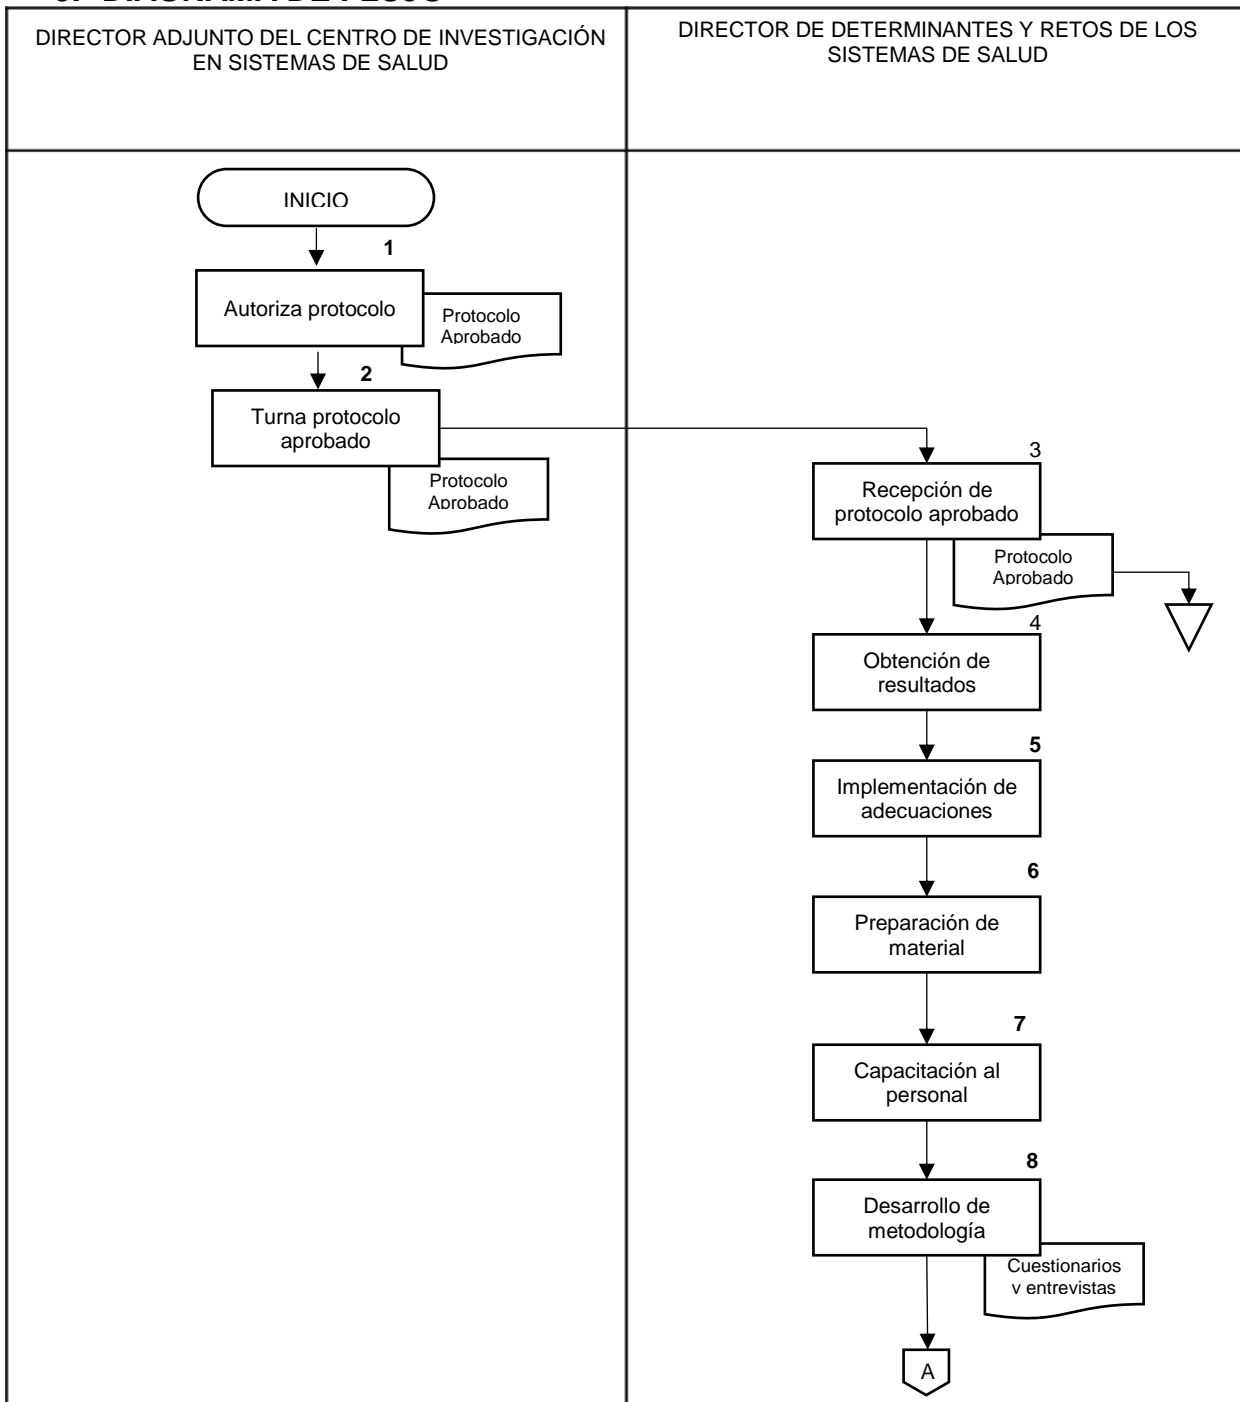 DIRECTOR ADJUNTO DEL CENTRO DE INVESTIGACIÓN
EN SISTEMAS DE SALUD
DIRECTOR DE DETERMINANTES Y RETOS DE LOS
SISTEMAS DE SALUD
INICIO
1
Autoriza protocolo
Protocolo
Aprobado
2
Turna protocolo
aprobado
Protocolo
Aprobado
3
Recepción de
protocolo aprobado
Protocolo
Aprobado
4
Obtención de
resultados
5
Implementación de
adecuaciones
6
Preparación de
material
7
Capacitación al
personal
8
Desarrollo de
metodología
Cuestionarios
y entrevistas
A